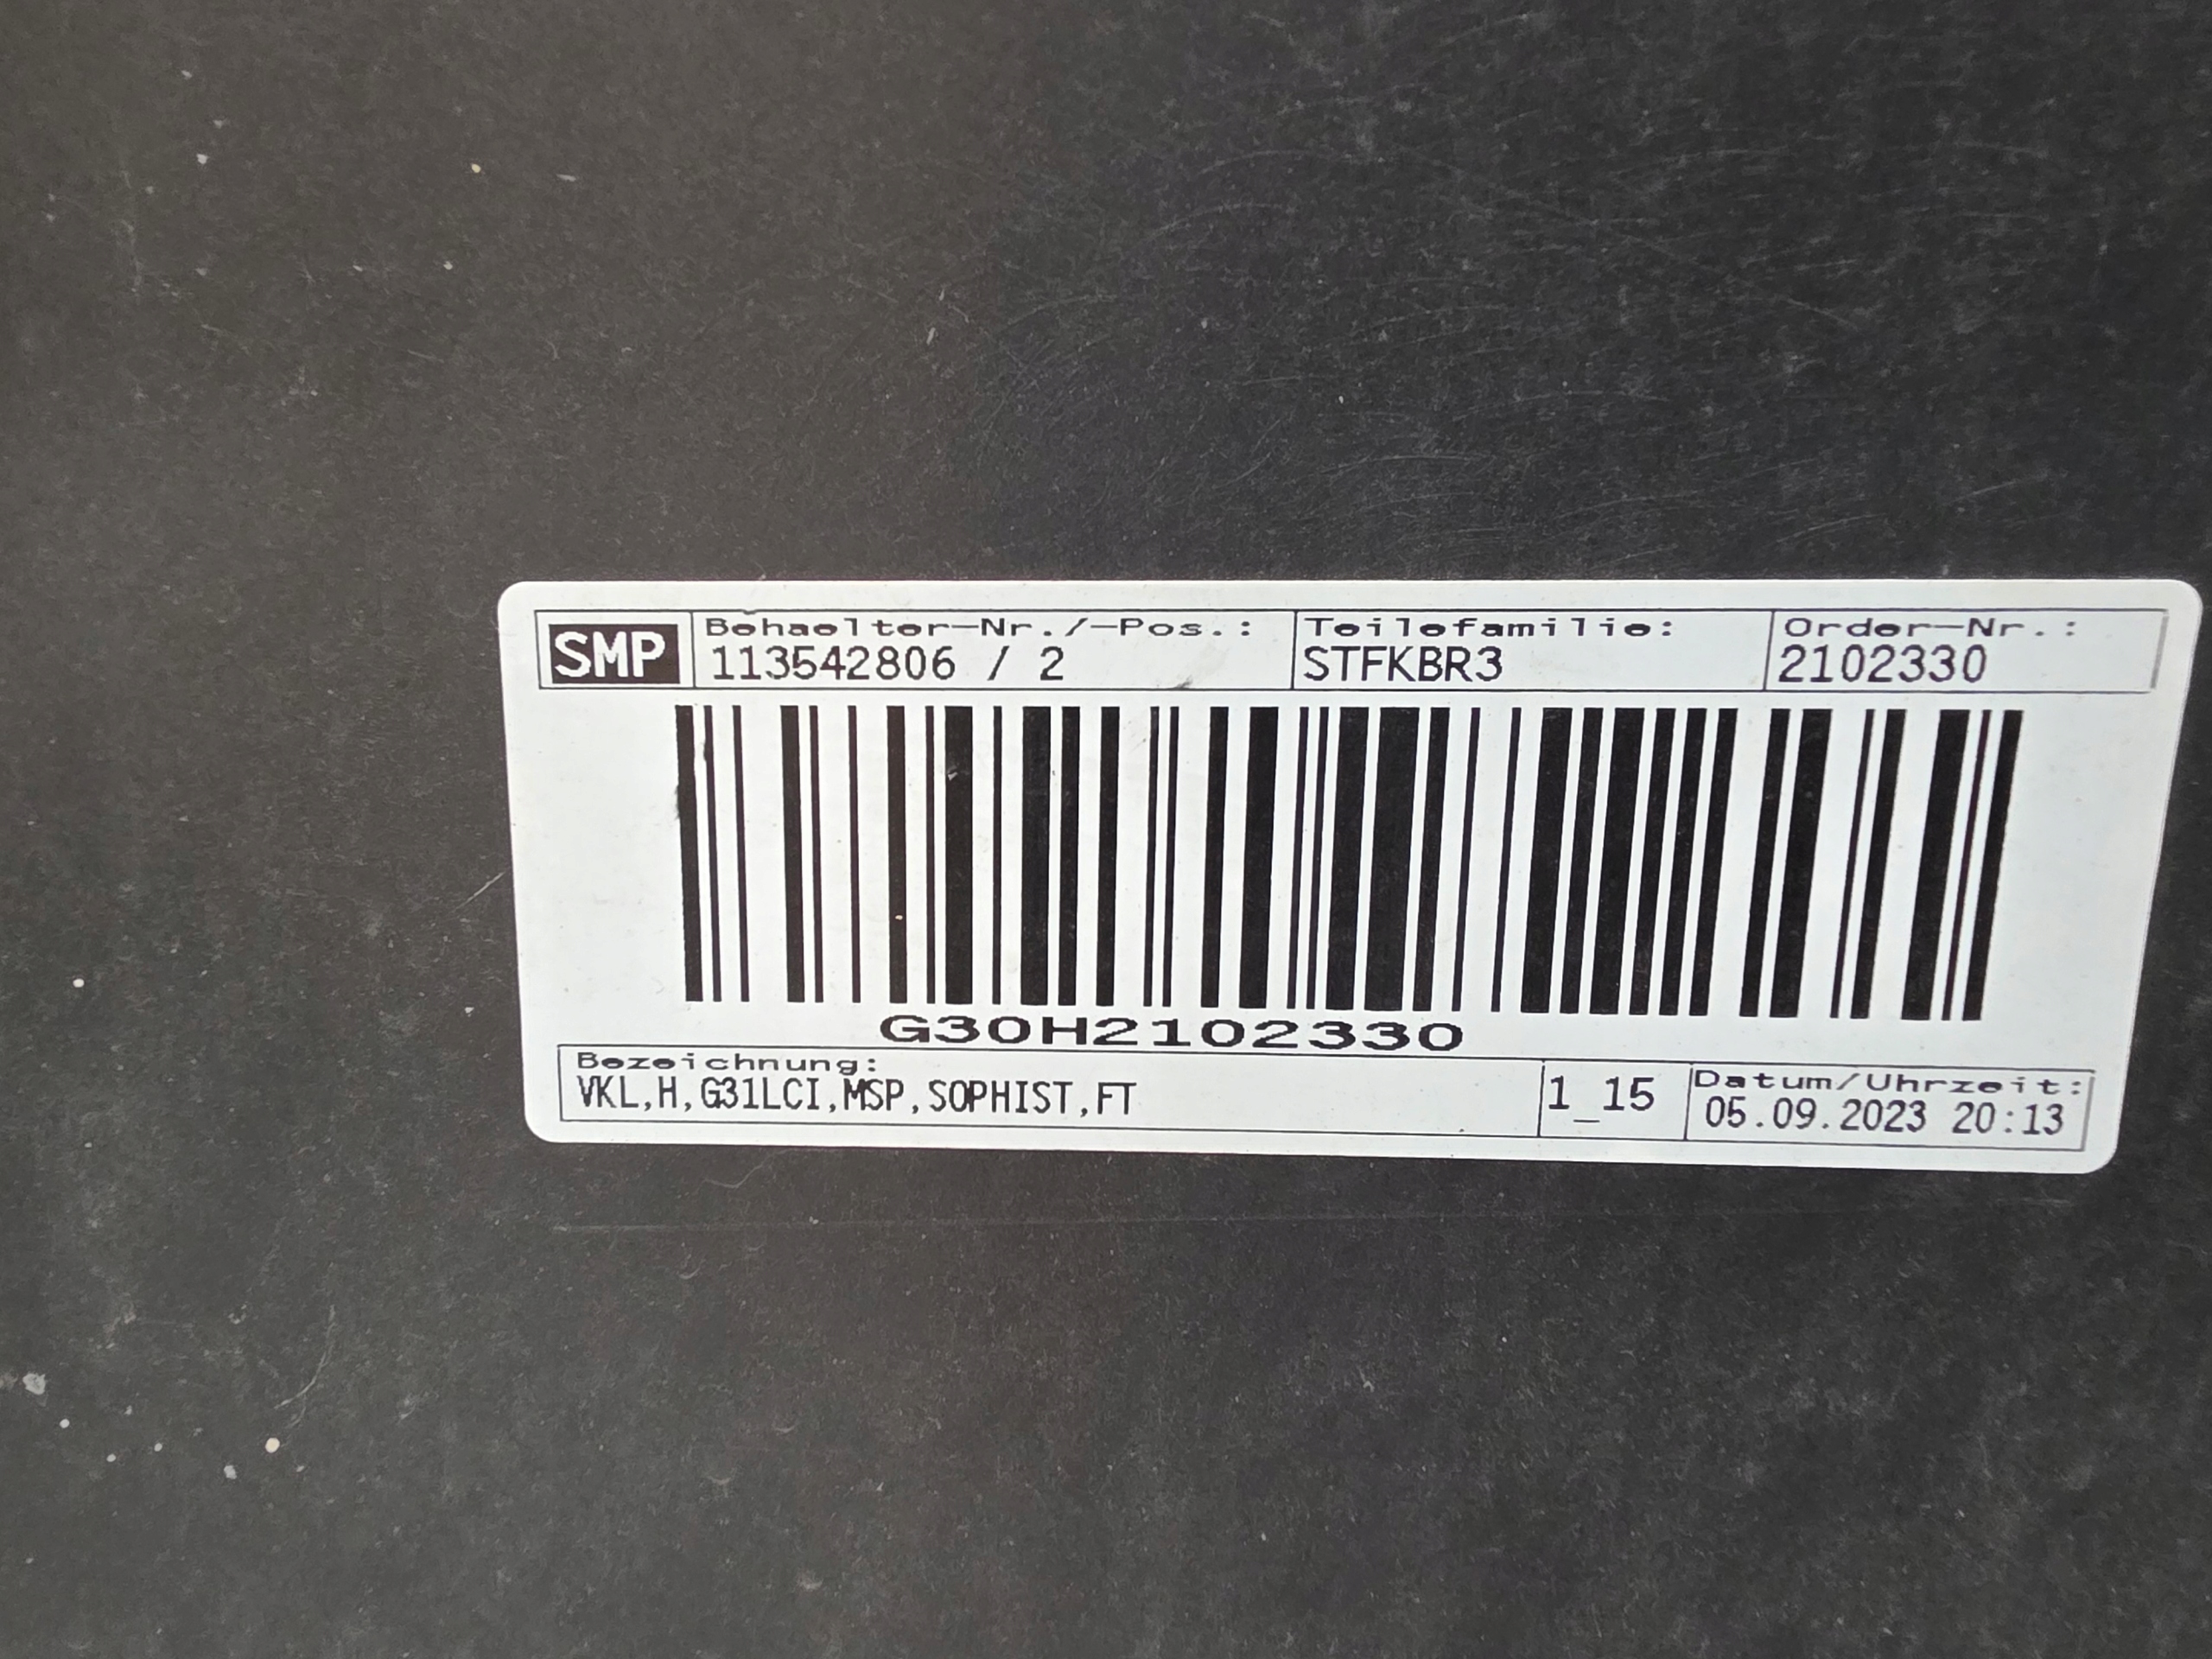 SMP
Behaelter-Nr./-Pos.:
113542806 / 2
Teilefamilie:
STFKBR3
Order-Nr.:
2102330
G30H2102330
Bezeichnung:
VKL,H,G31LCI,MSP,SOPHIST,FT
1_15
Datum/Uhrzeit:
05.09.2023 20:13